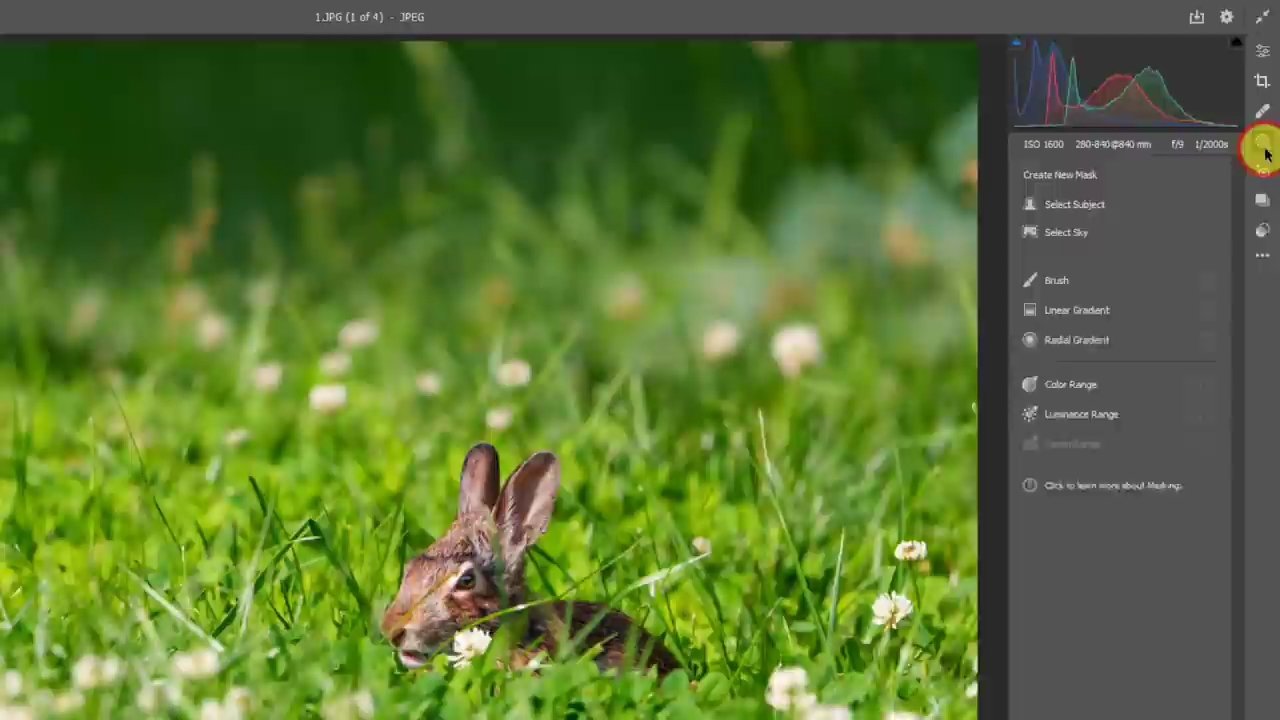 1.JPG (1 of 4) - JPEG
ISO 1600 280-840@840 mm f/9 1/2000s
Create New Mask
Select Subject
Select Sky
Brush
Linear Gradient
Radial Gradient
Color Range
Luminance Range
Click to learn more about Masking.